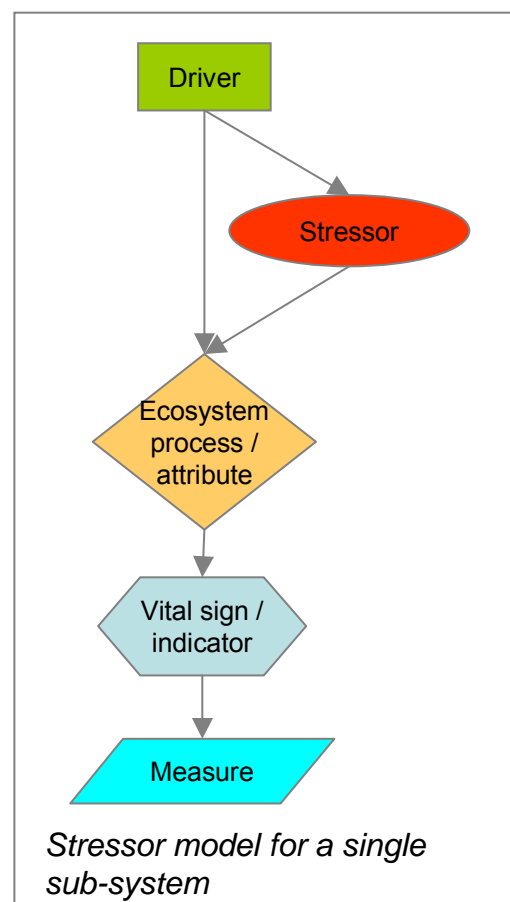 Driver
Stressor
Ecosystem
process /
attribute
Vital sign /
indicator
Measure
Stressor model for a single
sub-system